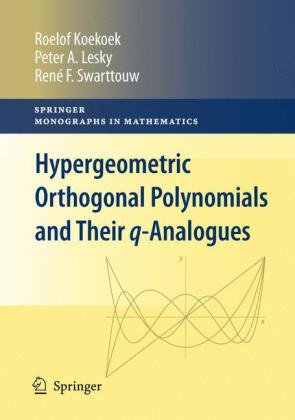 Roelof Koekoek
Peter A. Lesky
René F. Swarttouw
SPRINGER
MONOGRAPHS IN MATHEMATICS
Hypergeometric
Orthogonal Polynomials
and Their q-Analogues
y
x
Springer